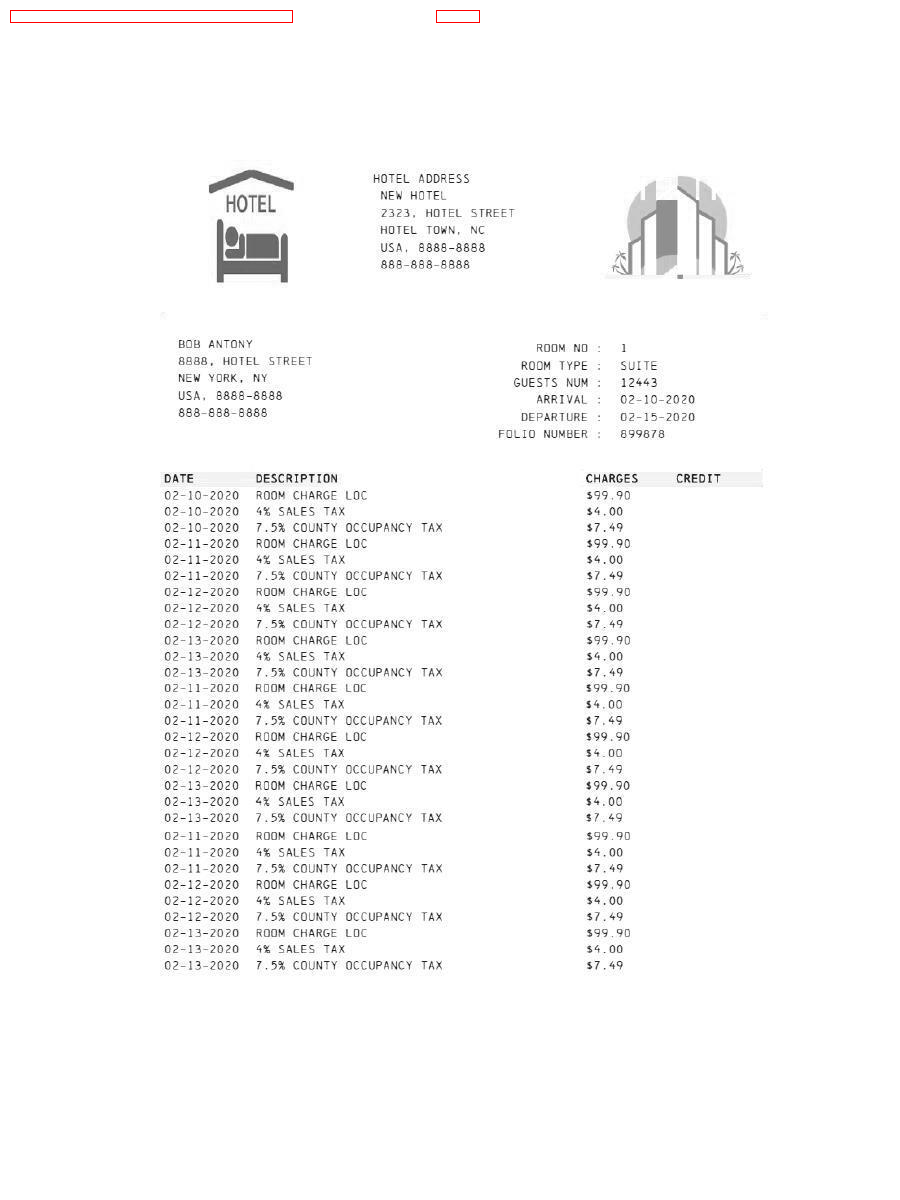 HOTEL
HOTEL ADDRESS
NEW HOTEL
2323, HOTEL STREET
HOTEL TOWN, NC
USA, 8888-8888
888-888-8888
BOB ANTONY
8888, HOTEL STREET
NEW YORK, NY
USA, 8888-8888
888-888-8888
ROOM NO : 1
ROOM TYPE : SUITE
GUESTS NUM : 12443
ARRIVAL : 02-10-2020
DEPARTURE : 02-15-2020
FOLIO NUMBER : 899878
DATE DESCRIPTION CHARGES CREDIT
02-10-2020 ROOM CHARGE LOC $99.90
02-10-2020 4% SALES TAX $4.00
02-10-2020 7.5% COUNTY OCCUPANCY TAX $7.49
02-11-2020 ROOM CHARGE LOC $99.90
02-11-2020 4% SALES TAX $4.00
02-11-2020 7.5% COUNTY OCCUPANCY TAX $7.49
02-12-2020 ROOM CHARGE LOC $99.90
02-12-2020 4% SALES TAX $4.00
02-12-2020 7.5% COUNTY OCCUPANCY TAX $7.49
02-13-2020 ROOM CHARGE LOC $99.90
02-13-2020 4% SALES TAX $4.00
02-13-2020 7.5% COUNTY OCCUPANCY TAX $7.49
02-11-2020 ROOM CHARGE LOC $99.90
02-11-2020 4% SALES TAX $4.00
02-11-2020 7.5% COUNTY OCCUPANCY TAX $7.49
02-12-2020 ROOM CHARGE LOC $99.90
02-12-2020 4% SALES TAX $4.00
02-12-2020 7.5% COUNTY OCCUPANCY TAX $7.49
02-13-2020 ROOM CHARGE LOC $99.90
02-13-2020 4% SALES TAX $4.00
02-13-2020 7.5% COUNTY OCCUPANCY TAX $7.49
02-11-2020 ROOM CHARGE LOC $99.90
02-11-2020 4% SALES TAX $4.00
02-11-2020 7.5% COUNTY OCCUPANCY TAX $7.49
02-12-2020 ROOM CHARGE LOC $99.90
02-12-2020 4% SALES TAX $4.00
02-12-2020 7.5% COUNTY OCCUPANCY TAX $7.49
02-13-2020 ROOM CHARGE LOC $99.90
02-13-2020 4% SALES TAX $4.00
02-13-2020 7.5% COUNTY OCCUPANCY TAX $7.49